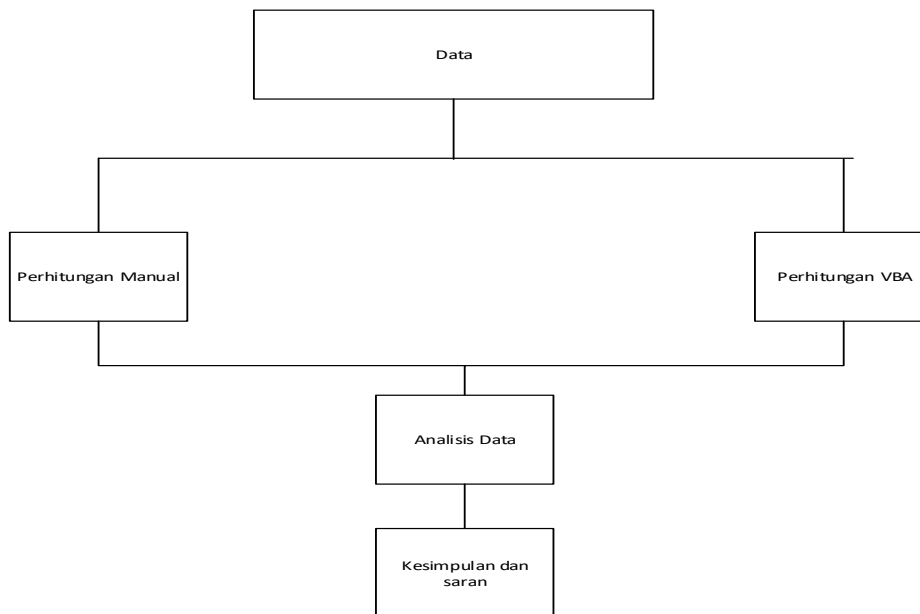 Data
Perhitungan Manual
Perhitungan VBA
Analisis Data
Kesimpulan dan
saran